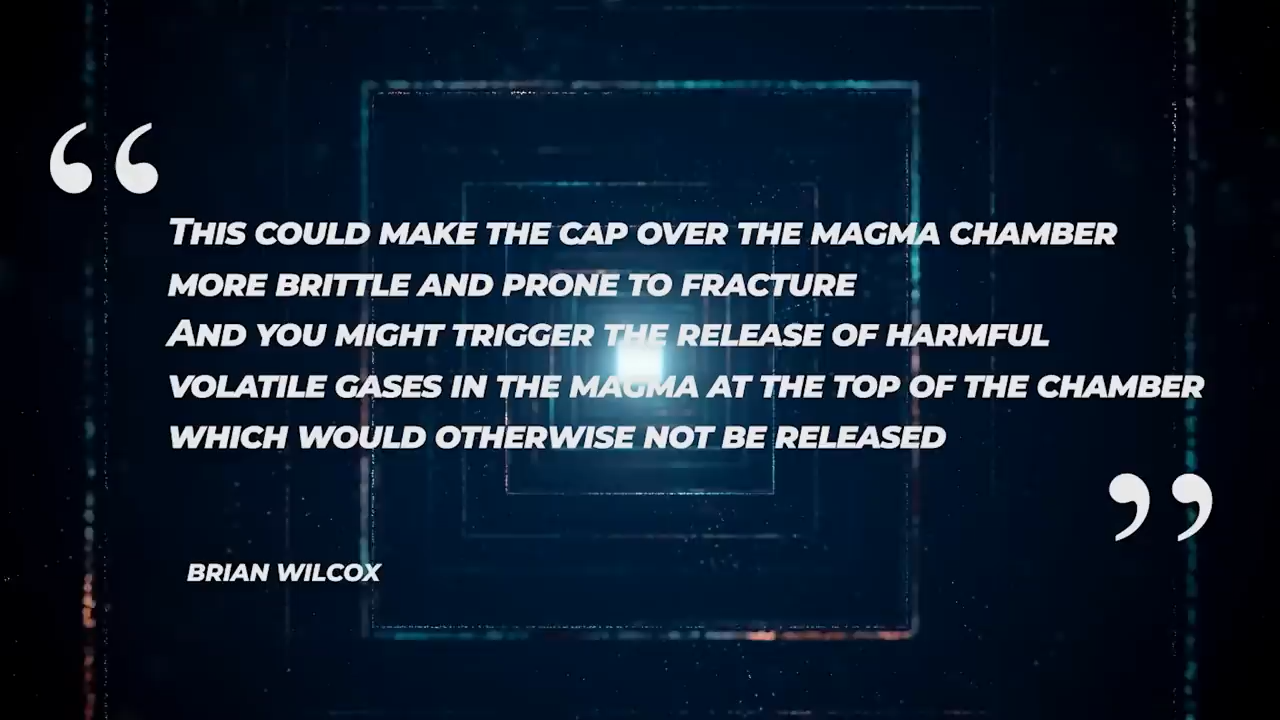 “
THIS COULD MAKE THE CAP OVER THE MAGMA CHAMBER
MORE BRITTLE AND PRONE TO FRACTURE
AND YOU MIGHT TRIGGER THE RELEASE OF HARMFUL
VOLATILE GASES IN THE MAGMA AT THE TOP OF THE CHAMBER
WHICH WOULD OTHERWISE NOT BE RELEASED
”
BRIAN WILCOX